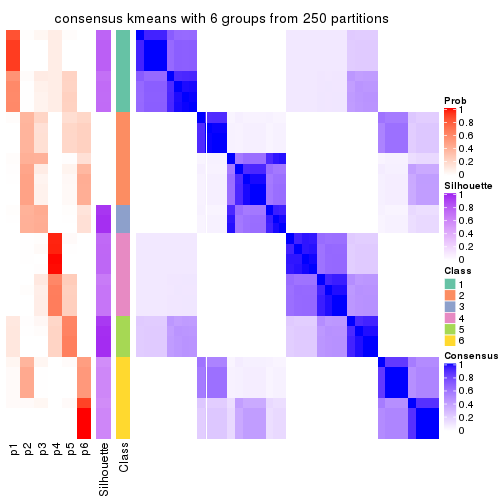 consensus kmeans with 6 groups from 250 partitions
Prob
1
0.8
0.6
0.4
0.2
0
Silhouette
1
0.8
0.6
0.4
0.2
0
Class
1
2
3
4
5
6
Consensus
1
0.8
0.6
0.4
0.2
0
p1
p2
p3
p4
p5
p6
Silhouette
Class